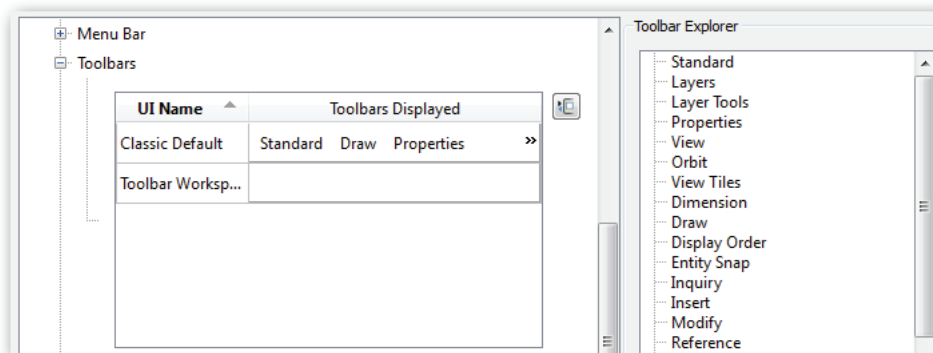 Menu Bar
Toolbars
UI Name Toolbars Displayed
Classic Default Standard Draw Properties »
Toolbar Worksp...
Toolbar Explorer
Standard
Layers
Layer Tools
Properties
View
Orbit
View Tiles
Dimension
Draw
Display Order
Entity Snap
Inquiry
Insert
Modify
Reference